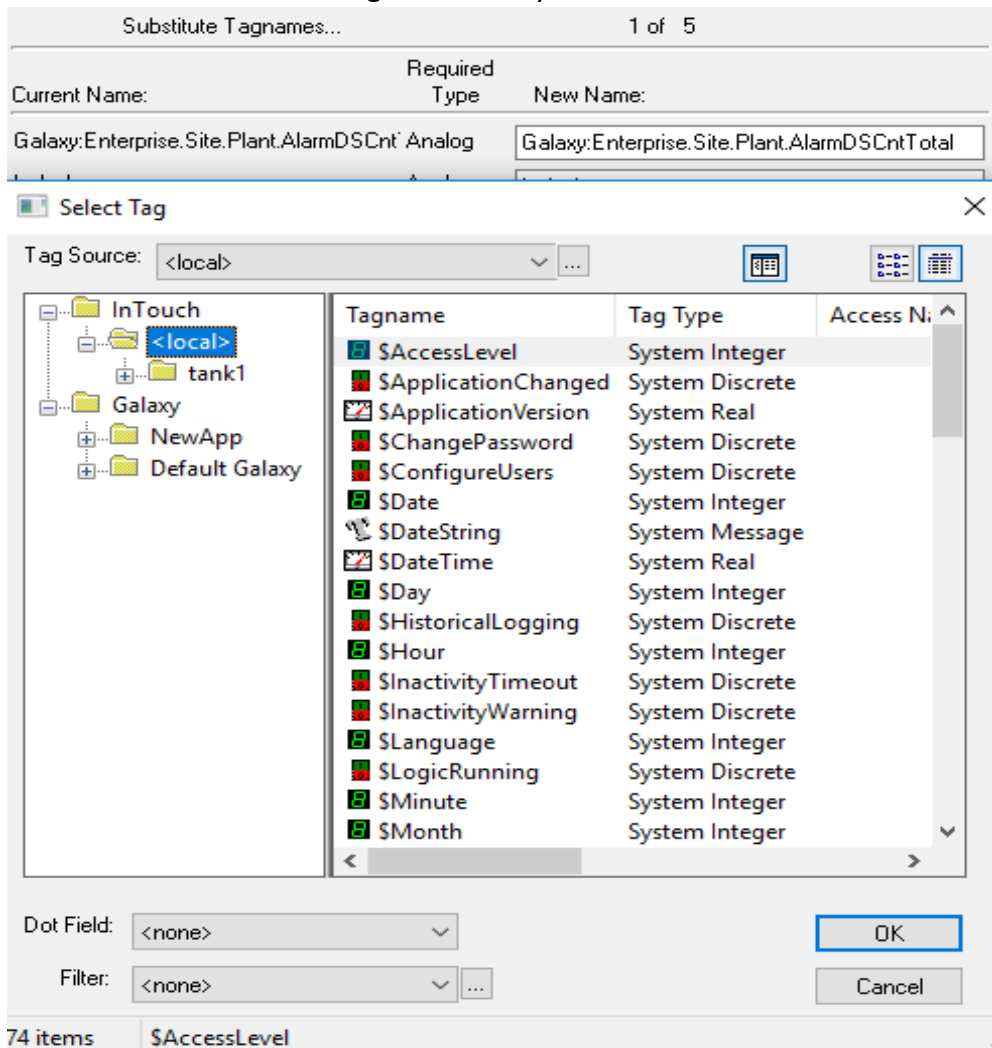 Substitute Tagnames... 1 of 5
Required
Current Name: Type New Name:
Galaxy:Enterprise.Site.Plant.AlarmDSCnt Analog Galaxy:Enterprise.Site.Plant.AlarmDSCntTotal
Select Tag
Tag Source: <local> ...
InTouch
<local>
tank1
Galaxy
NewApp
Default Galaxy
Tagname Tag Type Access Na
$AccessLevel System Integer
$ApplicationChanged System Discrete
$ApplicationVersion System Real
$ChangePassword System Discrete
$ConfigureUsers System Discrete
$Date System Integer
$DateString System Message
$DateTime System Real
$Day System Integer
$HistoricalLogging System Discrete
$Hour System Integer
$InactivityTimeout System Discrete
$InactivityWarning System Discrete
$Language System Integer
$LogicRunning System Discrete
$Minute System Integer
$Month System Integer
Dot Field: <none>
OK
Filter: <none> ...
Cancel
74 items $AccessLevel